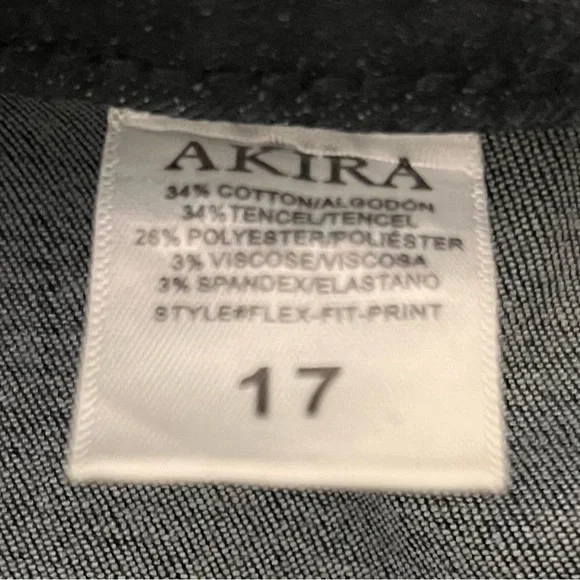 AKIRA
34% COTTON/ALGODÓN
34% TENCEL/TENCEL
26% POLYESTER/POLIÉSTER
3% VISCOSE/VISCOSA
3% SPANDEX/ELASTANO
STYLE#FLEX-FIT-PRINT
17